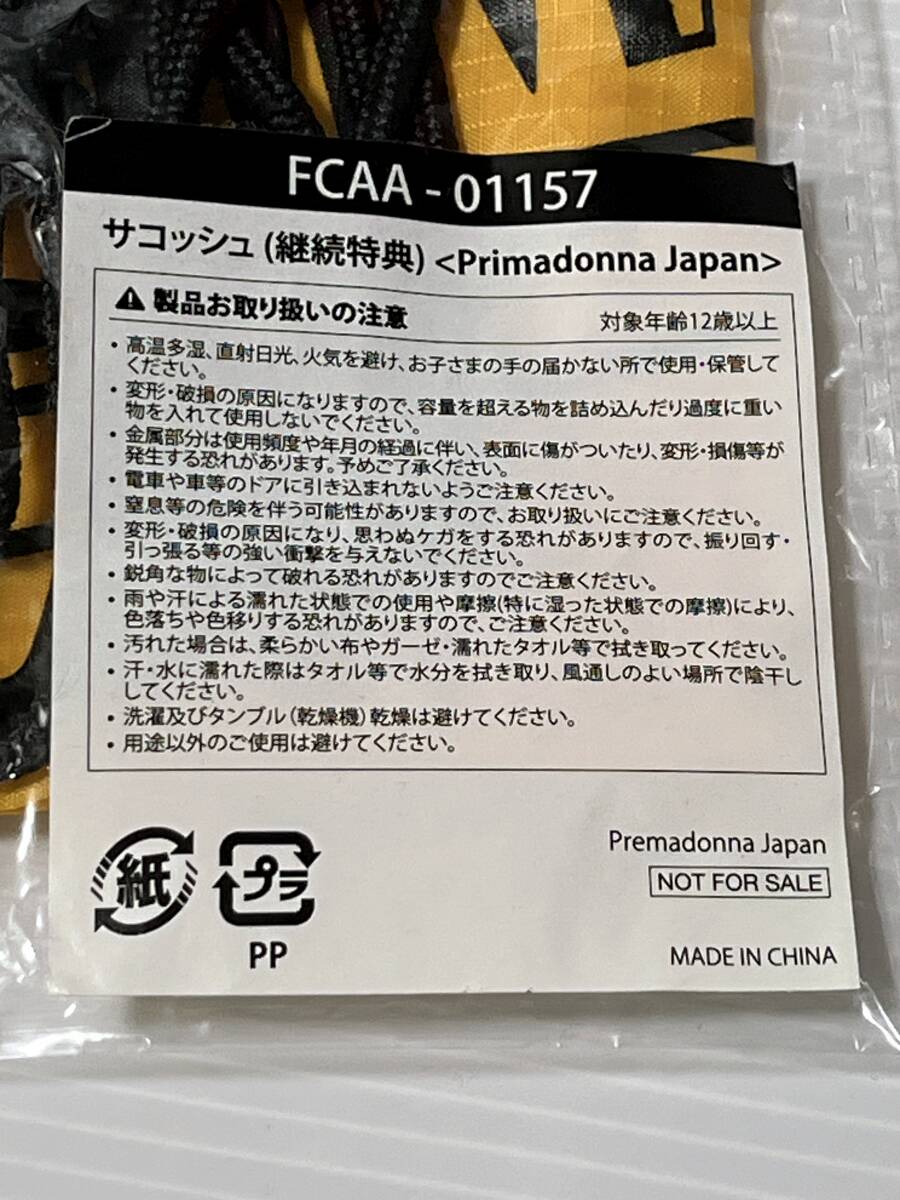 FCAA - 01157
サコッシュ (継続特典) <Primadonna Japan>
製品お取り扱いの注意
対象年齢12歳以上
・高温多湿、直射日光、火気を避け、お子さまの手の届かない所で使用・保管して
ください。
・変形・破損の原因になりますので、容量を超える物を詰め込んだり過度に重い
物を入れて使用しないでください。
・金属部分は使用頻度や年月の経過に伴い、表面に傷がついたり、変形・損傷等が
発生する恐れがあります。予めご了承ください。
・電車や車等のドアに引き込まれないようご注意ください。
・窒息等の危険を伴う可能性がありますので、お取り扱いにご注意ください。
・変形・破損の原因になり、思わぬケガをする恐れがありますので、振り回す・
引っ張る等の強い衝撃を与えないでください。
・鋭角な物によって破れる恐れがありますのでご注意ください。
・雨や汗による濡れた状態での使用や摩擦(特に湿った状態での摩擦)により、
色落ちや色移りする恐れがありますので、ご注意ください。
・汚れた場合は、柔らかい布やガーゼ・濡れたタオル等で拭き取ってください。
・汗・水に濡れた際はタオル等で水分を拭き取り、風通しのよい場所で陰干し
してください。
・洗濯及びタンブル(乾燥機)乾燥は避けてください。
・用途以外のご使用は避けてください。
紙
プラ
PP
Premadonna Japan
NOT FOR SALE
MADE IN CHINA